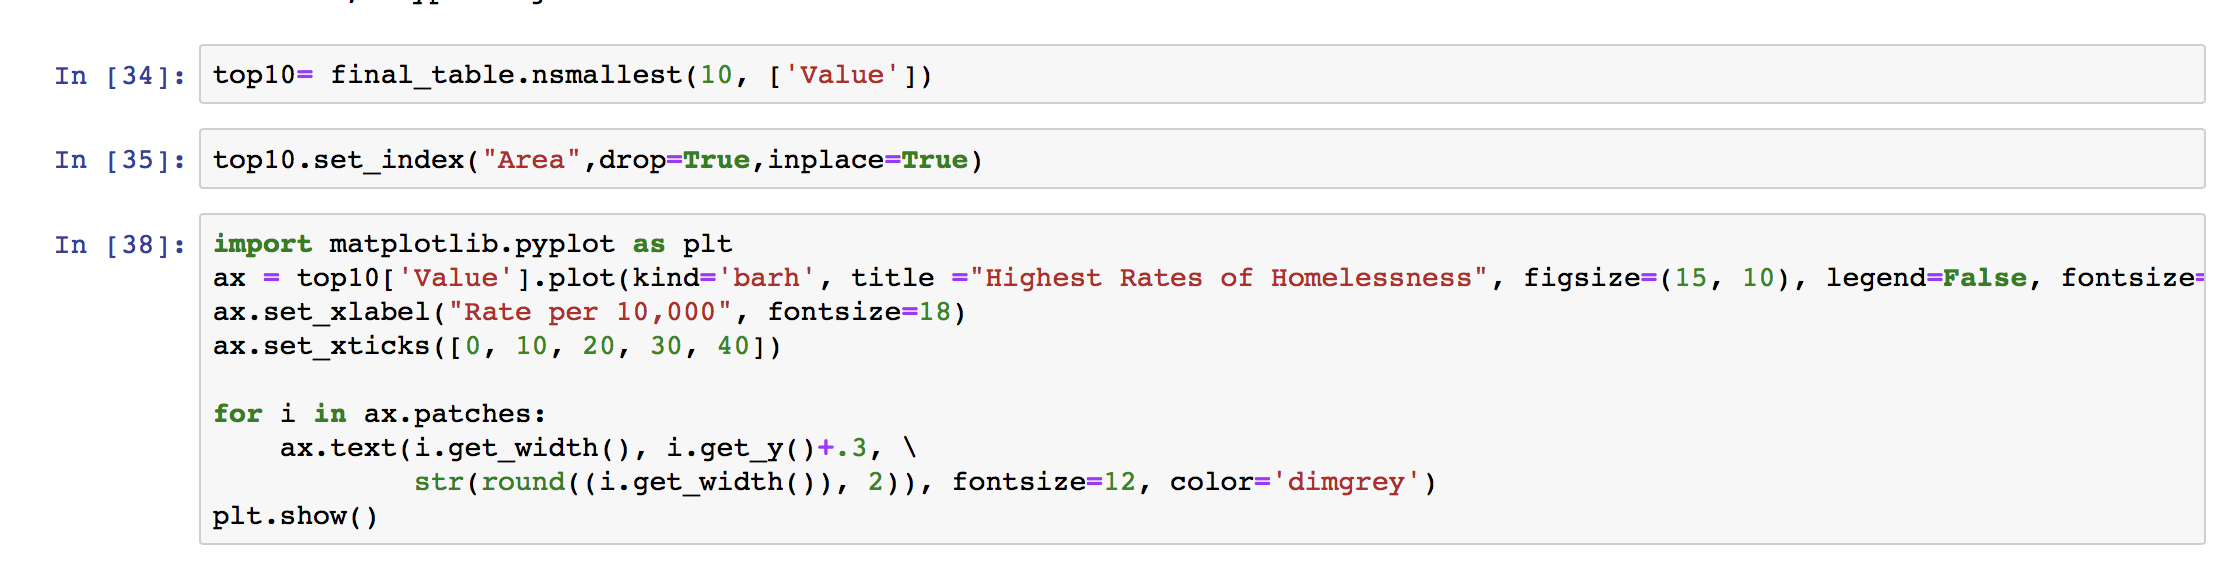 In [34]: top10= final_table.nsmallest(10, ['Value'])
In [35]: top10.set_index("Area",drop=True,inplace=True)
In [38]: import matplotlib.pyplot as plt
ax = top10['Value'].plot(kind='barh', title ="Highest Rates of Homelessness", figsize=(15, 10), legend=False, fontsize=
ax.set_xlabel("Rate per 10,000", fontsize=18)
ax.set_xticks([0, 10, 20, 30, 40])
for i in ax.patches:
    ax.text(i.get_width(), i.get_y()+.3, \
            str(round((i.get_width()), 2)), fontsize=12, color='dimgrey')
plt.show()